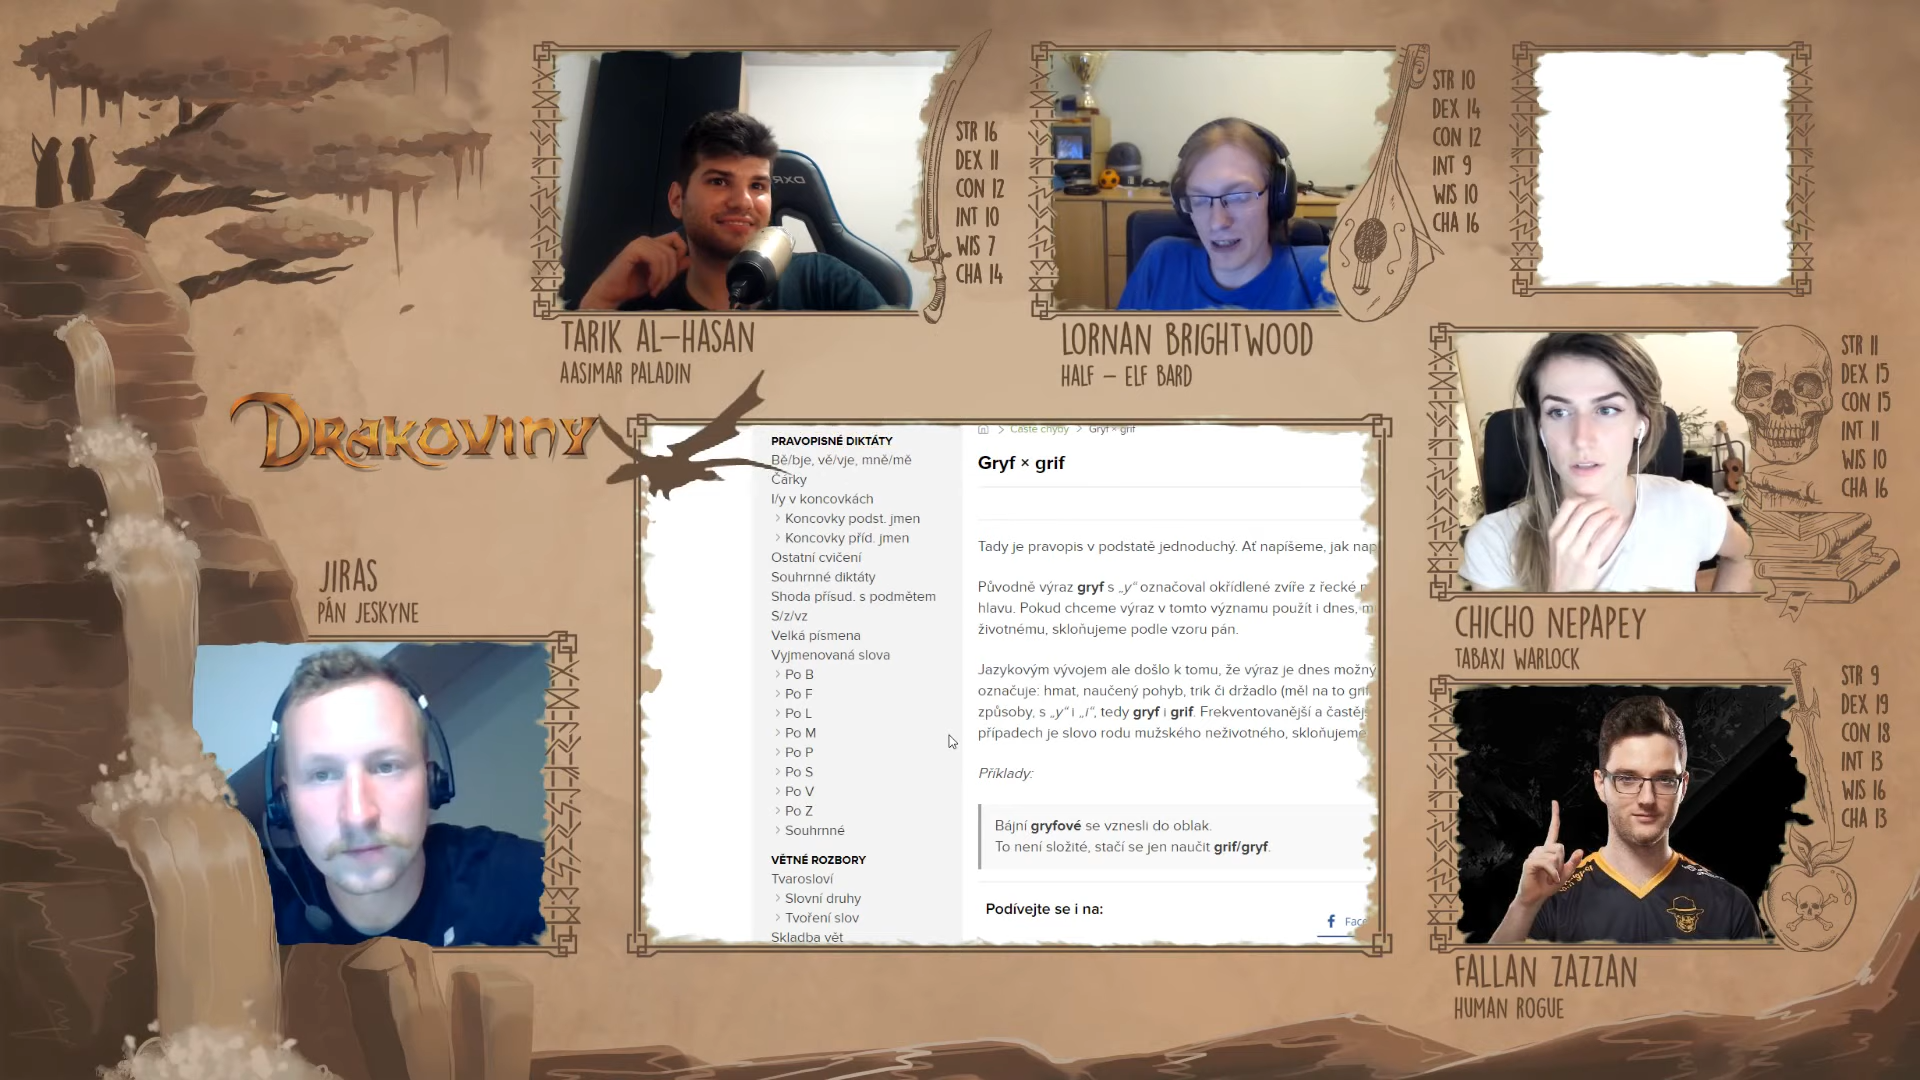 STR 16
DEX 11
CON 12
INT 10
WIS 7
CHA 14
TARIK AL-HASAN
AASIMAR PALADIN
STR 10
DEX 14
CON 12
INT 9
WIS 10
CHA 16
LORNAN BRIGHTWOOD
HALF - ELF BARD
STR 11
DEX 15
CON 15
INT 11
WIS 10
CHA 16
CHICHO NEPAPEY
TABAXI WARLOCK
STR 9
DEX 19
CON 18
INT 13
WIS 16
CHA 13
FALLAN ZAZZAN
HUMAN ROGUE
DRAKOVINY
JIRAS
PÁN JESKYNE
PRAVOPISNÉ DIKTÁTY
Bě/bje, vě/vje, mně/mě
Čárky
I/y v koncovkách
Koncovky podst. jmen
Koncovky příd. jmen
Ostatní cvičení
Souhrnné diktáty
Shoda přísud. s podmětem
S/z/vz
Velká písmena
Vyjmenovaná slova
Po B
Po F
Po L
Po M
Po P
Po S
Po V
Po Z
Souhrnné
VĚTNÉ ROZBORY
Tvarosloví
Slovní druhy
Tvoření slov
Skladba vět
Časté chyby > Gryf × grif
Gryf × grif
Tady je pravopis v podstatě jednoduchý. Ať napíšeme, jak
Původně výraz gryf s „y“ označoval okřídlené zvíře z řecké
hlavu. Pokud chceme výraz v tomto významu použít i dnes,
životnému, skloňujeme podle vzoru pán.
Jazykovým vývojem ale došlo k tomu, že výraz je dnes možný
označuje: hmat, naučený pohyb, trik či držadlo (měl na to
způsoby, s „y“ i „i“, tedy gryf i grif. Frekventovanější a
případech je slovo rodu mužského neživotného, skloňujeme
Příklady:
Bájní gryfové se vznesli do oblak.
To není složité, stačí se jen naučit grif/gryf.
Podívejte se i na:
DXR